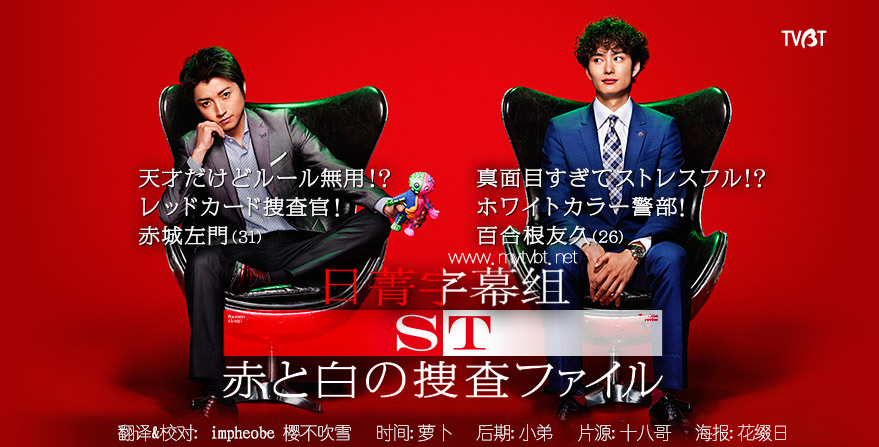 TVBT
天才だけどルール無用!?
レッドカード捜査官!
赤城左門(31)
真面目すぎてストレスフル!?
ホワイトカラー警部!
百合根友久(26)
www.mytvbt.net
日菁字幕组
ST
赤と白の捜査ファイル
翻译&校对: impheobe 樱不吹雪 时间:萝卜 后期:小弟 片源:十八哥 海报:花缀日